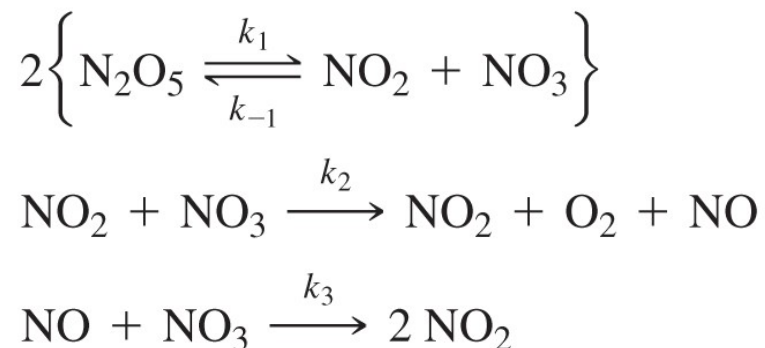 2{N₂O₅ ⇌ NO₂ + NO₃} k₁ k₋₁
NO₂ + NO₃ ⟶ NO₂ + O₂ + NO k₂
NO + NO₃ ⟶ 2 NO₂ k₃